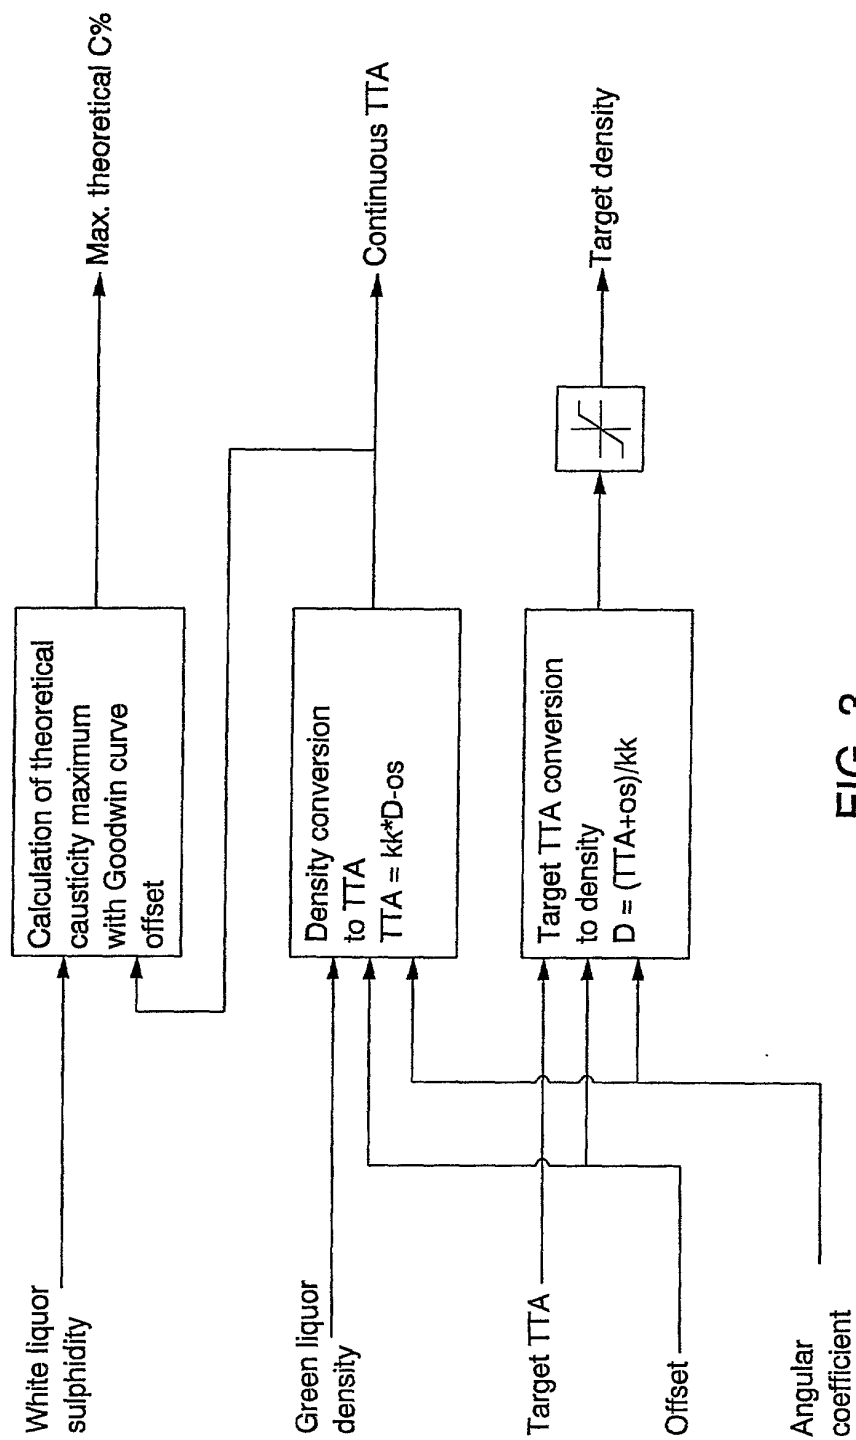 White liquor
sulphidity
Calculation of theoretical
causticity maximum
with Goodwin curve
offset
Max. theoretical C%
Green liquor
density
Density conversion
to TTA
TTA = kk*D-os
Continuous TTA
Target TTA
Target TTA conversion
to density
D = (TTA+os)/kk
Target density
Offset
Angular
coefficient
FIG. 3